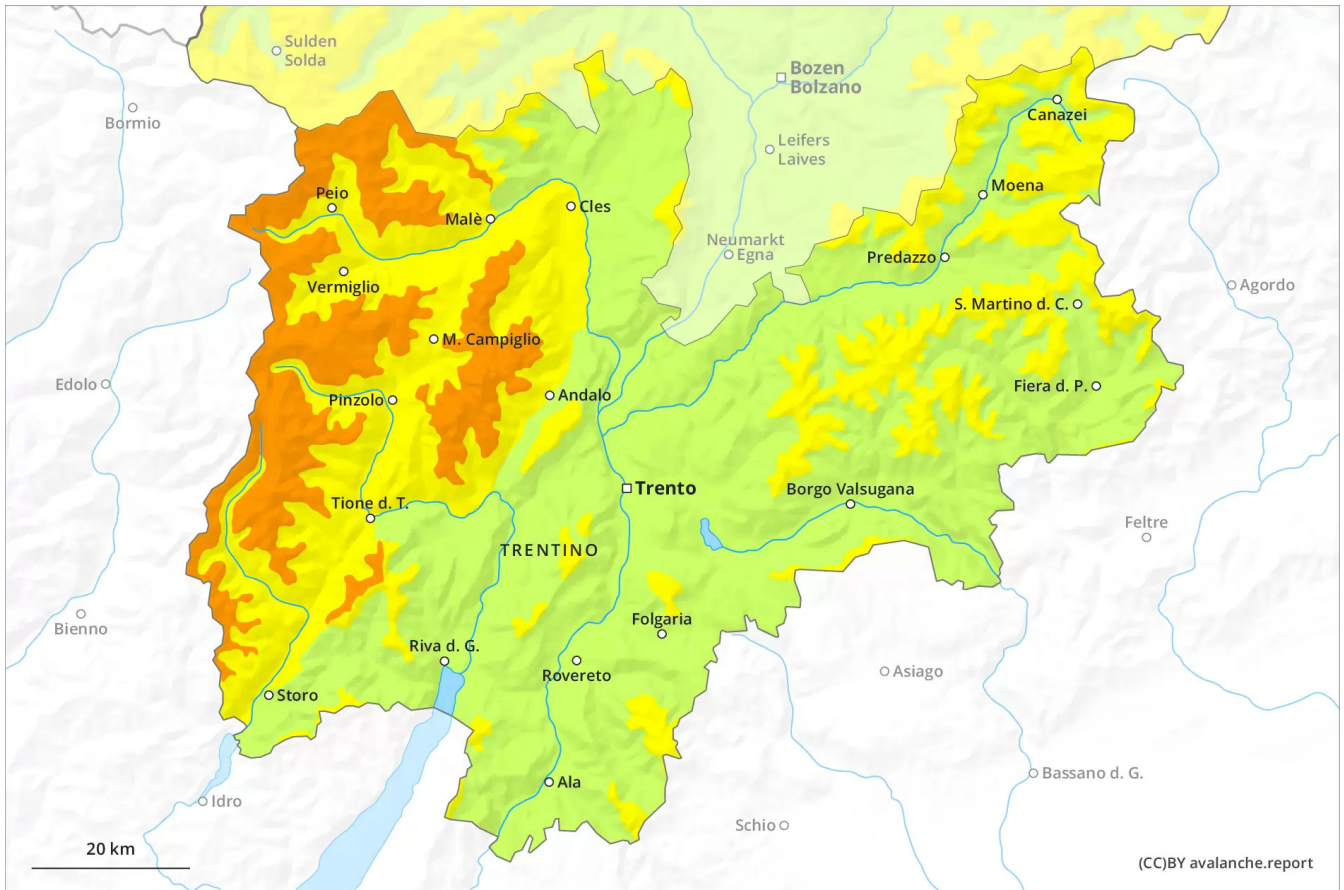 Sulden
Solda
Bozen
Bolzano
Bormio
Canazei
Leifers
Laives
Peio
Moena
Malè
Cles
Neumarkt
Egna
Predazzo
Vermiglio
Agordo
S. Martino d. C.
M. Campiglio
Edolo
Pinzolo
Andalo
Fiera d. P.
Trento
Borgo Valsugana
Tione d. T.
Feltre
TRENTINO
Bienno
Folgaria
Riva d. G.
Rovereto
Asiago
Storo
Bassano d. G.
Ala
Idro
Schio
20 km
(CC)BY avalanche.report